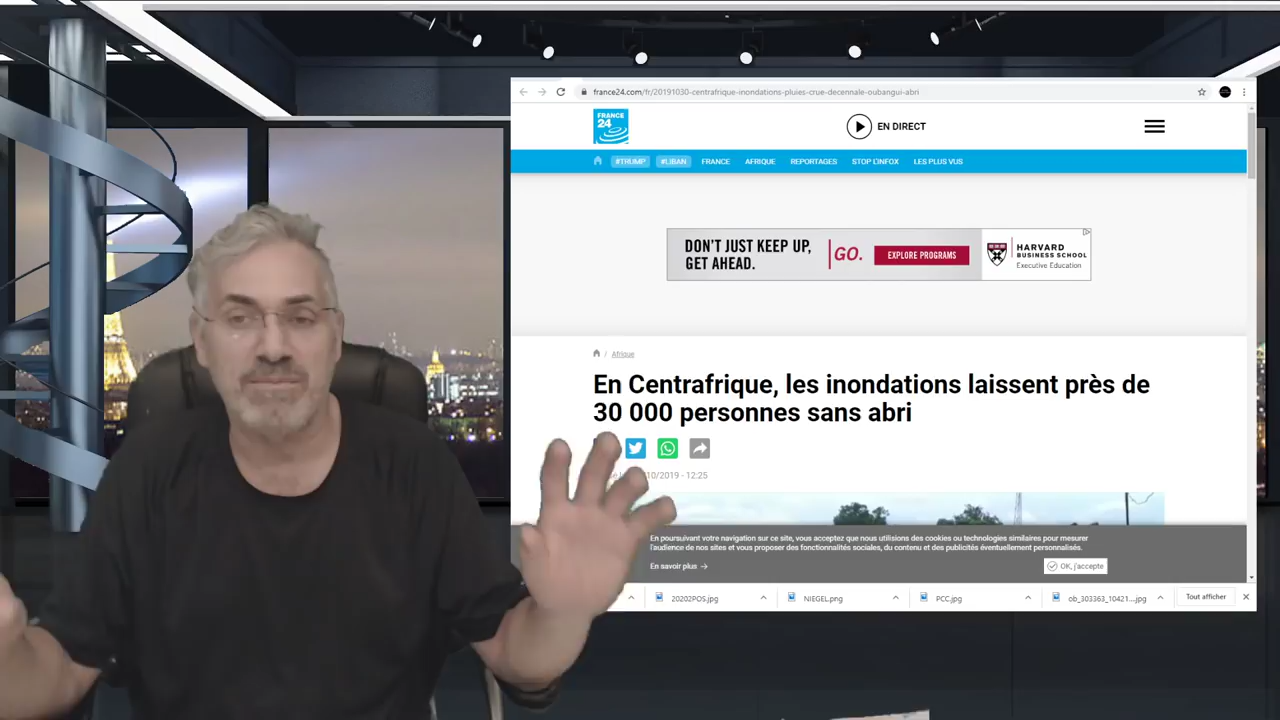 france24.com/fr/20191030-centrafrique-inondations-pluies-crue-decennale-oubangui-abri
FRANCE
24
EN DIRECT
#TRUMP #LIBAN FRANCE AFRIQUE REPORTAGES STOP L'INFOX LES PLUS VUS
DON'T JUST KEEP UP,
GET AHEAD.
GO.
EXPLORE PROGRAMS
HARVARD
BUSINESS SCHOOL
Executive Education
/ Afrique
En Centrafrique, les inondations laissent près de
30 000 personnes sans abri
10/2019 - 12:25
En poursuivant votre navigation sur ce site, vous acceptez que nous utilisions des cookies ou technologies similaires pour mesurer
l'audience de nos sites et vous proposer des fonctionnalités sociales, du contenu et des publicités éventuellement personnalisés.
En savoir plus →
OK, j'accepte
20202POS.jpg NIEGEL.png PCC.jpg ob_303363_10421....jpg Tout afficher